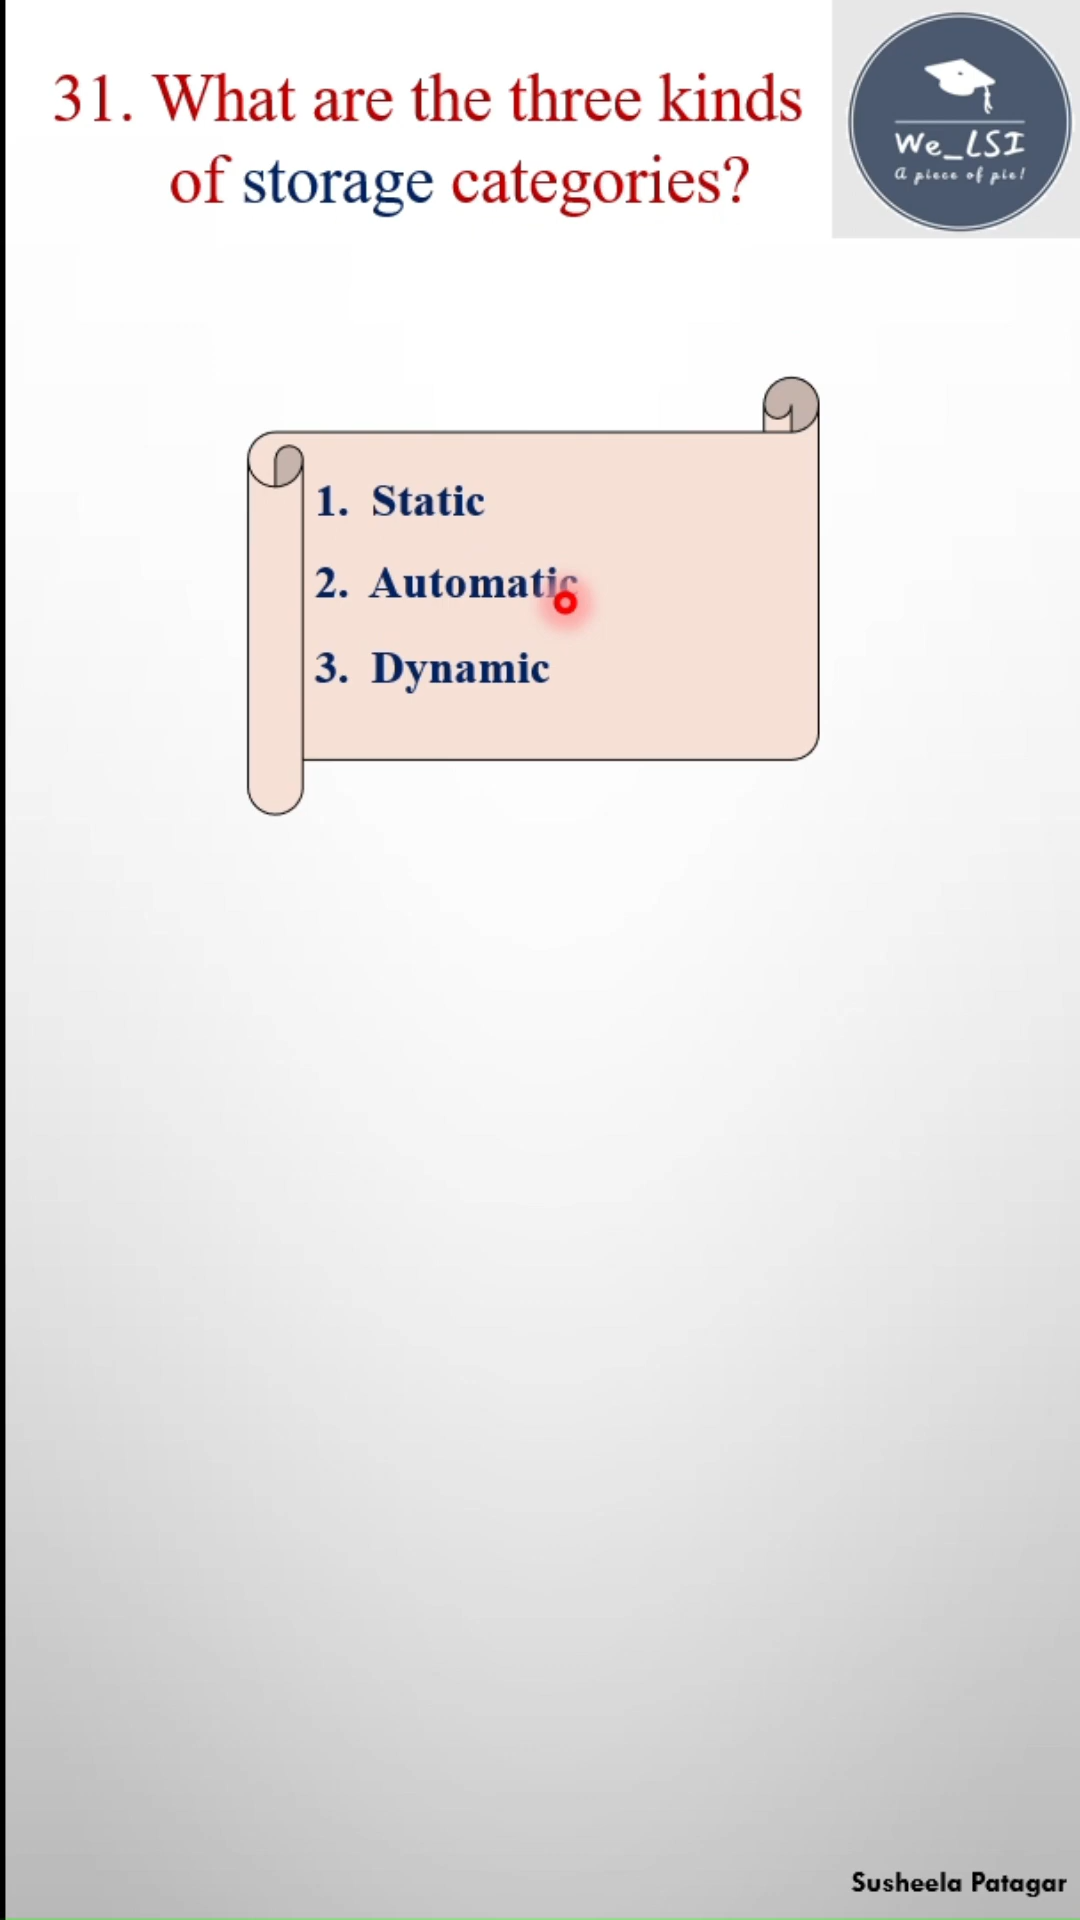 31. What are the three kinds
of storage categories?
We_LSI
A piece of pie!
1. Static
2. Automatic
3. Dynamic
Susheela Patagar